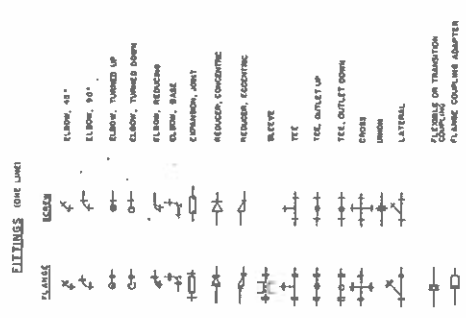 FITTINGS (ONE LINE)
FLANGE
SCREW
ELBOW, 45°
ELBOW, 90°
ELBOW, TURNED UP
ELBOW, TURNED DOWN
ELBOW, REDUCING
ELBOW, BASE
EXPANSION, JOINT
REDUCER, CONCENTRIC
REDUCER, ECCENTRIC
SLEEVE
TEE
TEE, OUTLET UP
TEE, OUTLET DOWN
CROSS
UNION
LATERAL
FLEXIBLE OR TRANSITION
COUPLING
FLANGE COUPLING ADAPTER